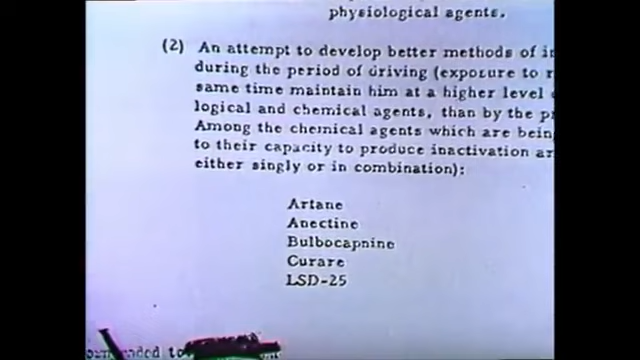 physiological agents.
(2) An attempt to develop better methods of
during the period of driving (exposure to
same time maintain him at a higher level
logical and chemical agents, than by the
Among the chemical agents which are
to their capacity to produce inactivation
either singly or in combination):
Artane
Anectine
Bulbocapnine
Curare
LSD-25